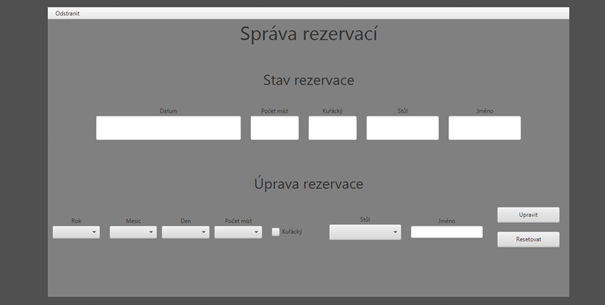 Odstranit
Správa rezervací
Stav rezervace
Datum Počet míst Kuřácký Stůl Jméno
Úprava rezervace
Rok Mesic Den Počet míst Kuřácký Stůl Jméno Upravit
Resetovat